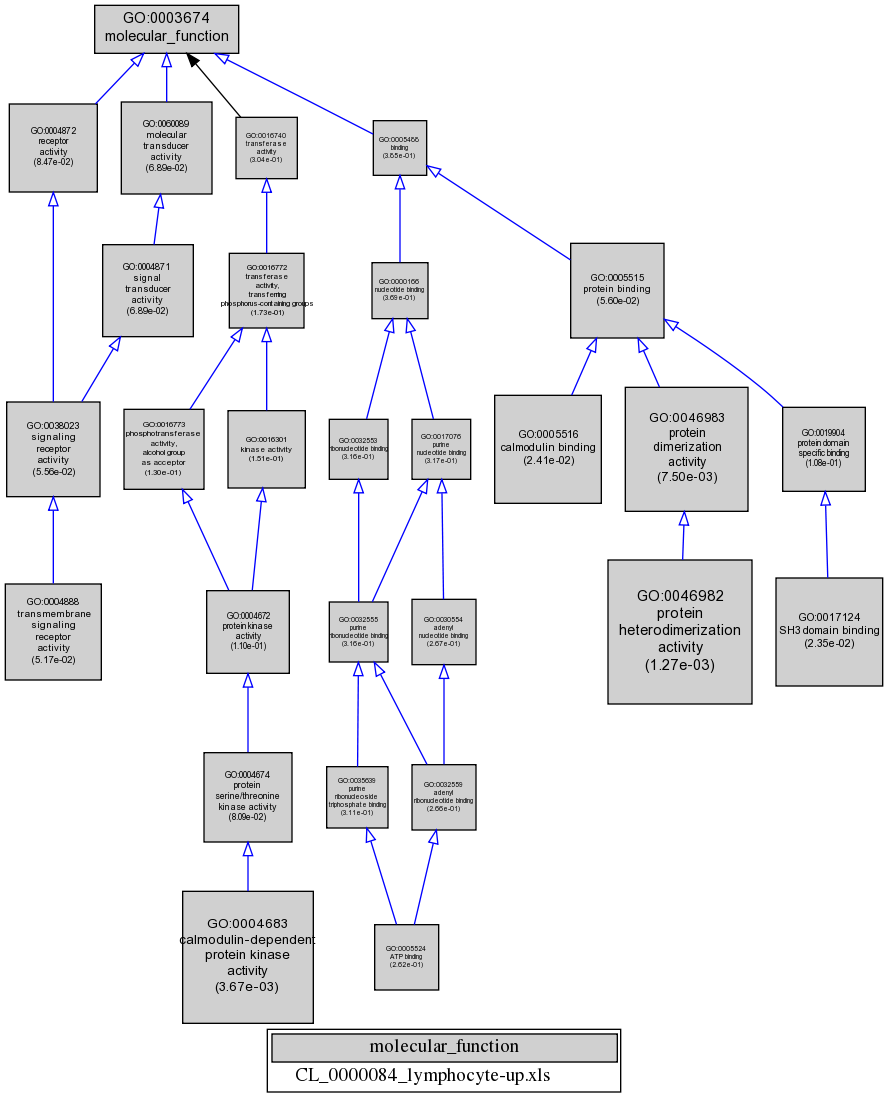 GO:0003674
molecular_function
GO:0004872
receptor
activity
(8.47e-02)
GO:0060089
molecular
transducer
activity
(6.89e-02)
GO:0016740
transferase
activity
(3.04e-01)
GO:0005488
binding
(3.65e-01)
GO:0004871
signal
transducer
activity
(6.89e-02)
GO:0016772
transferase
activity,
transferring
phosphorus-containing groups
(1.73e-01)
GO:0000166
nucleotide binding
(3.69e-01)
GO:0005515
protein binding
(5.60e-02)
GO:0038023
signaling
receptor
activity
(5.56e-02)
GO:0016773
phosphotransferase
activity,
alcohol group
as acceptor
(1.30e-01)
GO:0016301
kinase activity
(1.51e-01)
GO:0032553
ribonucleotide binding
(3.16e-01)
GO:0017076
purine
nucleotide binding
(3.17e-01)
GO:0005516
calmodulin binding
(2.41e-02)
GO:0046983
protein
dimerization
activity
(7.50e-03)
GO:0019904
protein domain
specific binding
(1.08e-01)
GO:0004888
transmembrane
signaling
receptor
activity
(5.17e-02)
GO:0004672
protein kinase
activity
(1.10e-01)
GO:0032555
purine
ribonucleotide binding
(3.16e-01)
GO:0030554
adenyl
nucleotide binding
(2.67e-01)
GO:0046982
protein
heterodimerization
activity
(1.27e-03)
GO:0017124
SH3 domain binding
(2.35e-02)
GO:0004674
protein
serine/threonine
kinase activity
(8.09e-02)
GO:0035639
purine
ribonucleoside
triphosphate binding
(3.11e-01)
GO:0032559
adenyl
ribonucleotide binding
(2.66e-01)
GO:0004683
calmodulin-dependent
protein kinase
activity
(3.67e-03)
GO:0005524
ATP binding
(2.62e-01)
molecular_function
CL_0000084_lymphocyte-up.xls